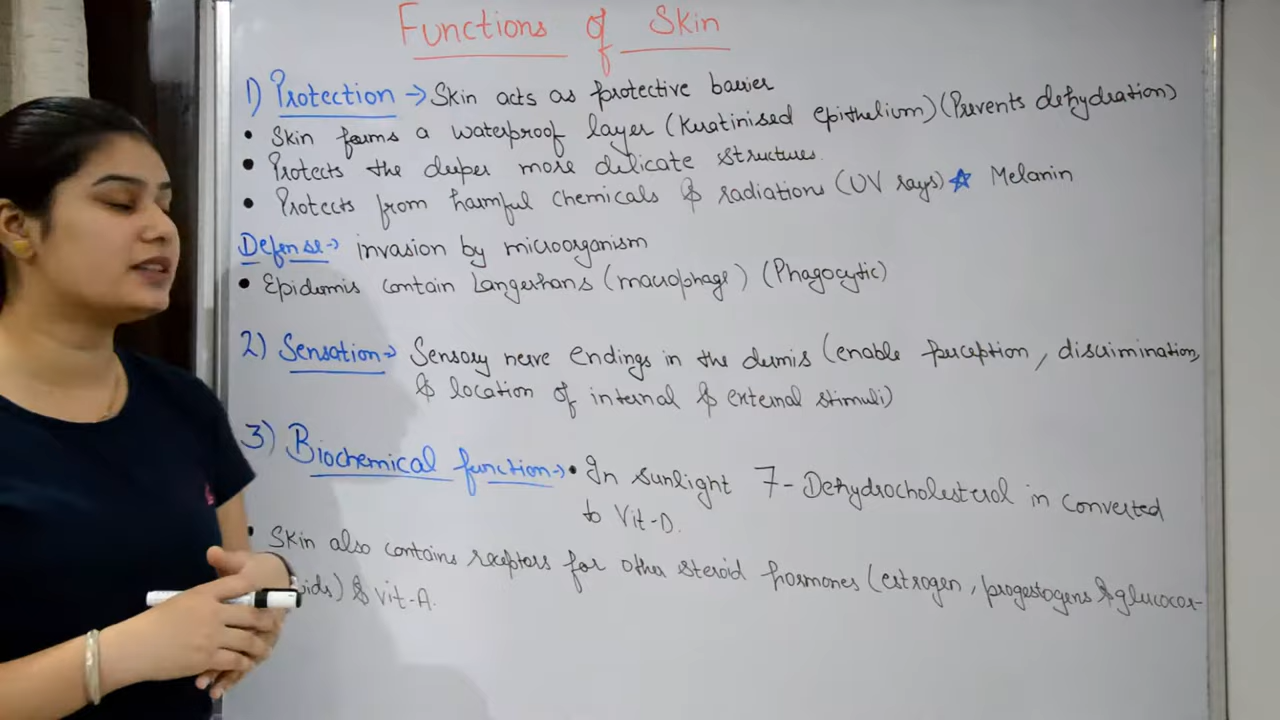 Functions of Skin
1) Protection → Skin acts as protective barrier
• Skin forms a waterproof layer (Keratinised epithelium) (Prevents dehydration)
• Protects the deeper more delicate structures.
• Protects from harmful chemicals & radiations (UV rays) ☆ Melanin
Defense → invasion by microorganism
• Epidermis contain Langerhans (macrophage) (Phagocytic)
2) Sensation → Sensory nerve endings in the dermis (enable perception, discrimination,
& location of internal & external stimuli)
3) Biochemical function → • In sunlight 7-Dehydrocholesterol in converted
to Vit-D.
• Skin also contains receptors for other steroid hormones (estrogen, progestogens & glucocor-
oids) & Vit-A.